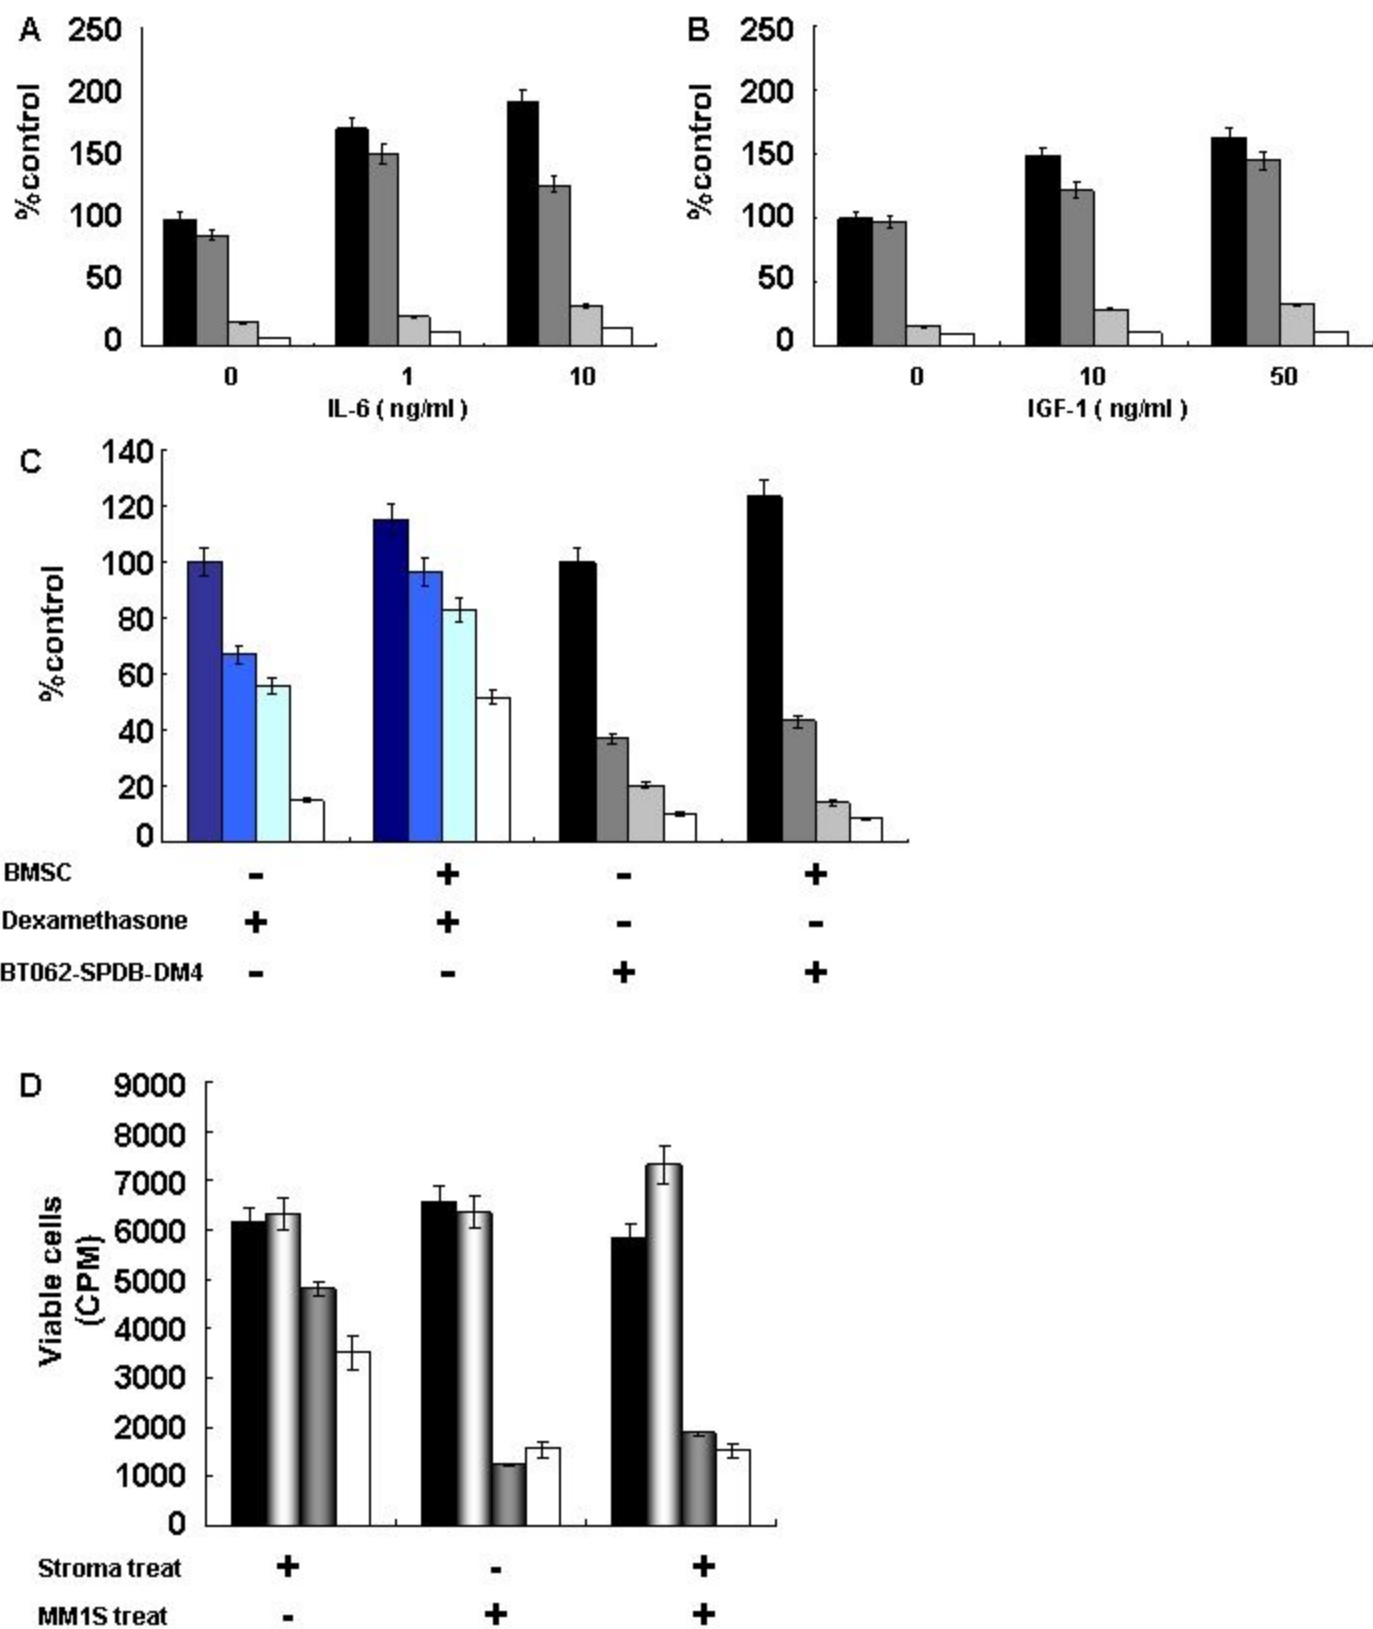 A
250
200
150
100
50
0
%control
0 1 10
IL-6 ( ng/ml )
B
250
200
150
100
50
0
%control
0 10 50
IGF-1 ( ng/ml )
C
140
120
100
80
60
40
20
0
%control
BMSC - + - +
Dexamethasone + + - -
BT062-SPDB-DM4 - - + +
D
9000
8000
7000
6000
5000
4000
3000
2000
1000
0
Viable cells
(CPM)
Stroma treat + - +
MM1S treat - + +